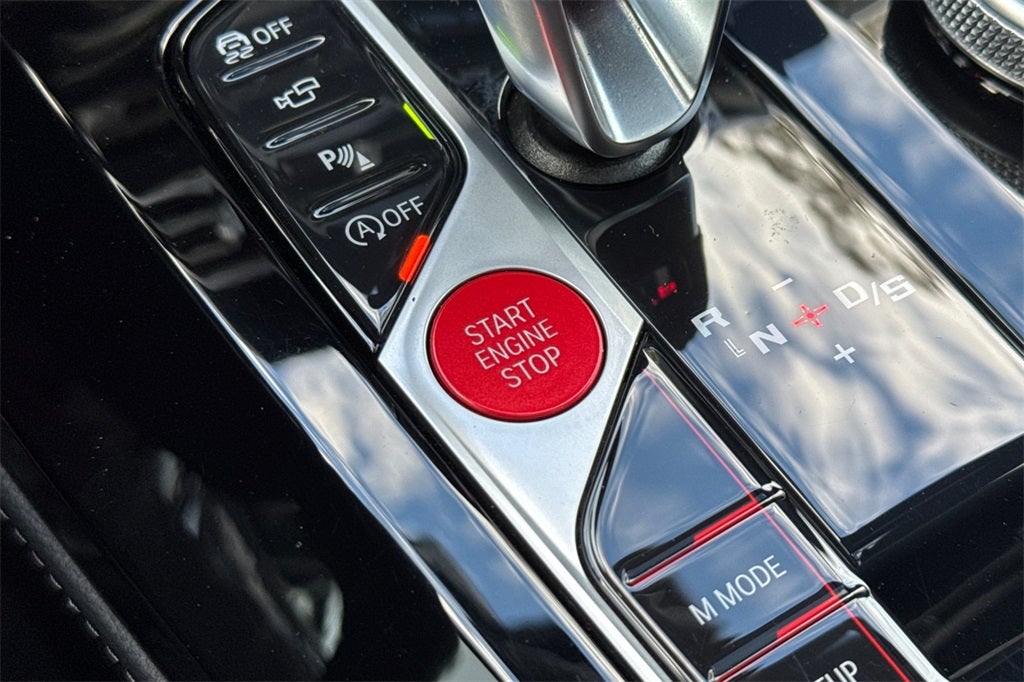 OFF
P
A OFF
START
ENGINE
STOP
R
N
D/S
−
+
M MODE